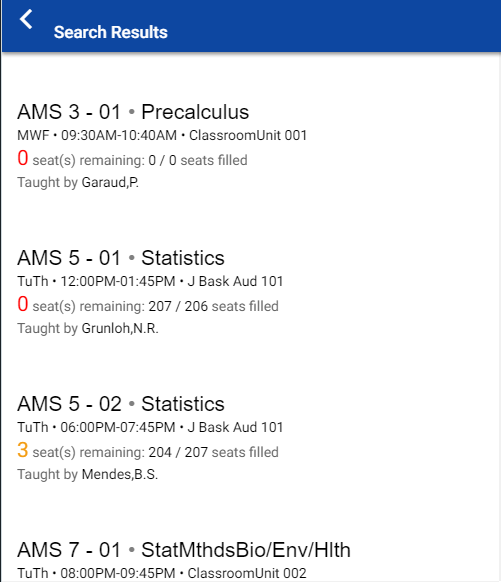 Search Results
AMS 3 - 01 • Precalculus
MWF • 09:30AM-10:40AM • ClassroomUnit 001
0 seat(s) remaining: 0 / 0 seats filled
Taught by Garaud,P.
AMS 5 - 01 • Statistics
TuTh • 12:00PM-01:45PM • J Bask Aud 101
0 seat(s) remaining: 207 / 206 seats filled
Taught by Grunloh,N.R.
AMS 5 - 02 • Statistics
TuTh • 06:00PM-07:45PM • J Bask Aud 101
3 seat(s) remaining: 204 / 207 seats filled
Taught by Mendes,B.S.
AMS 7 - 01 • StatMthdsBio/Env/Hlth
TuTh • 08:00PM-09:45PM • ClassroomUnit 002